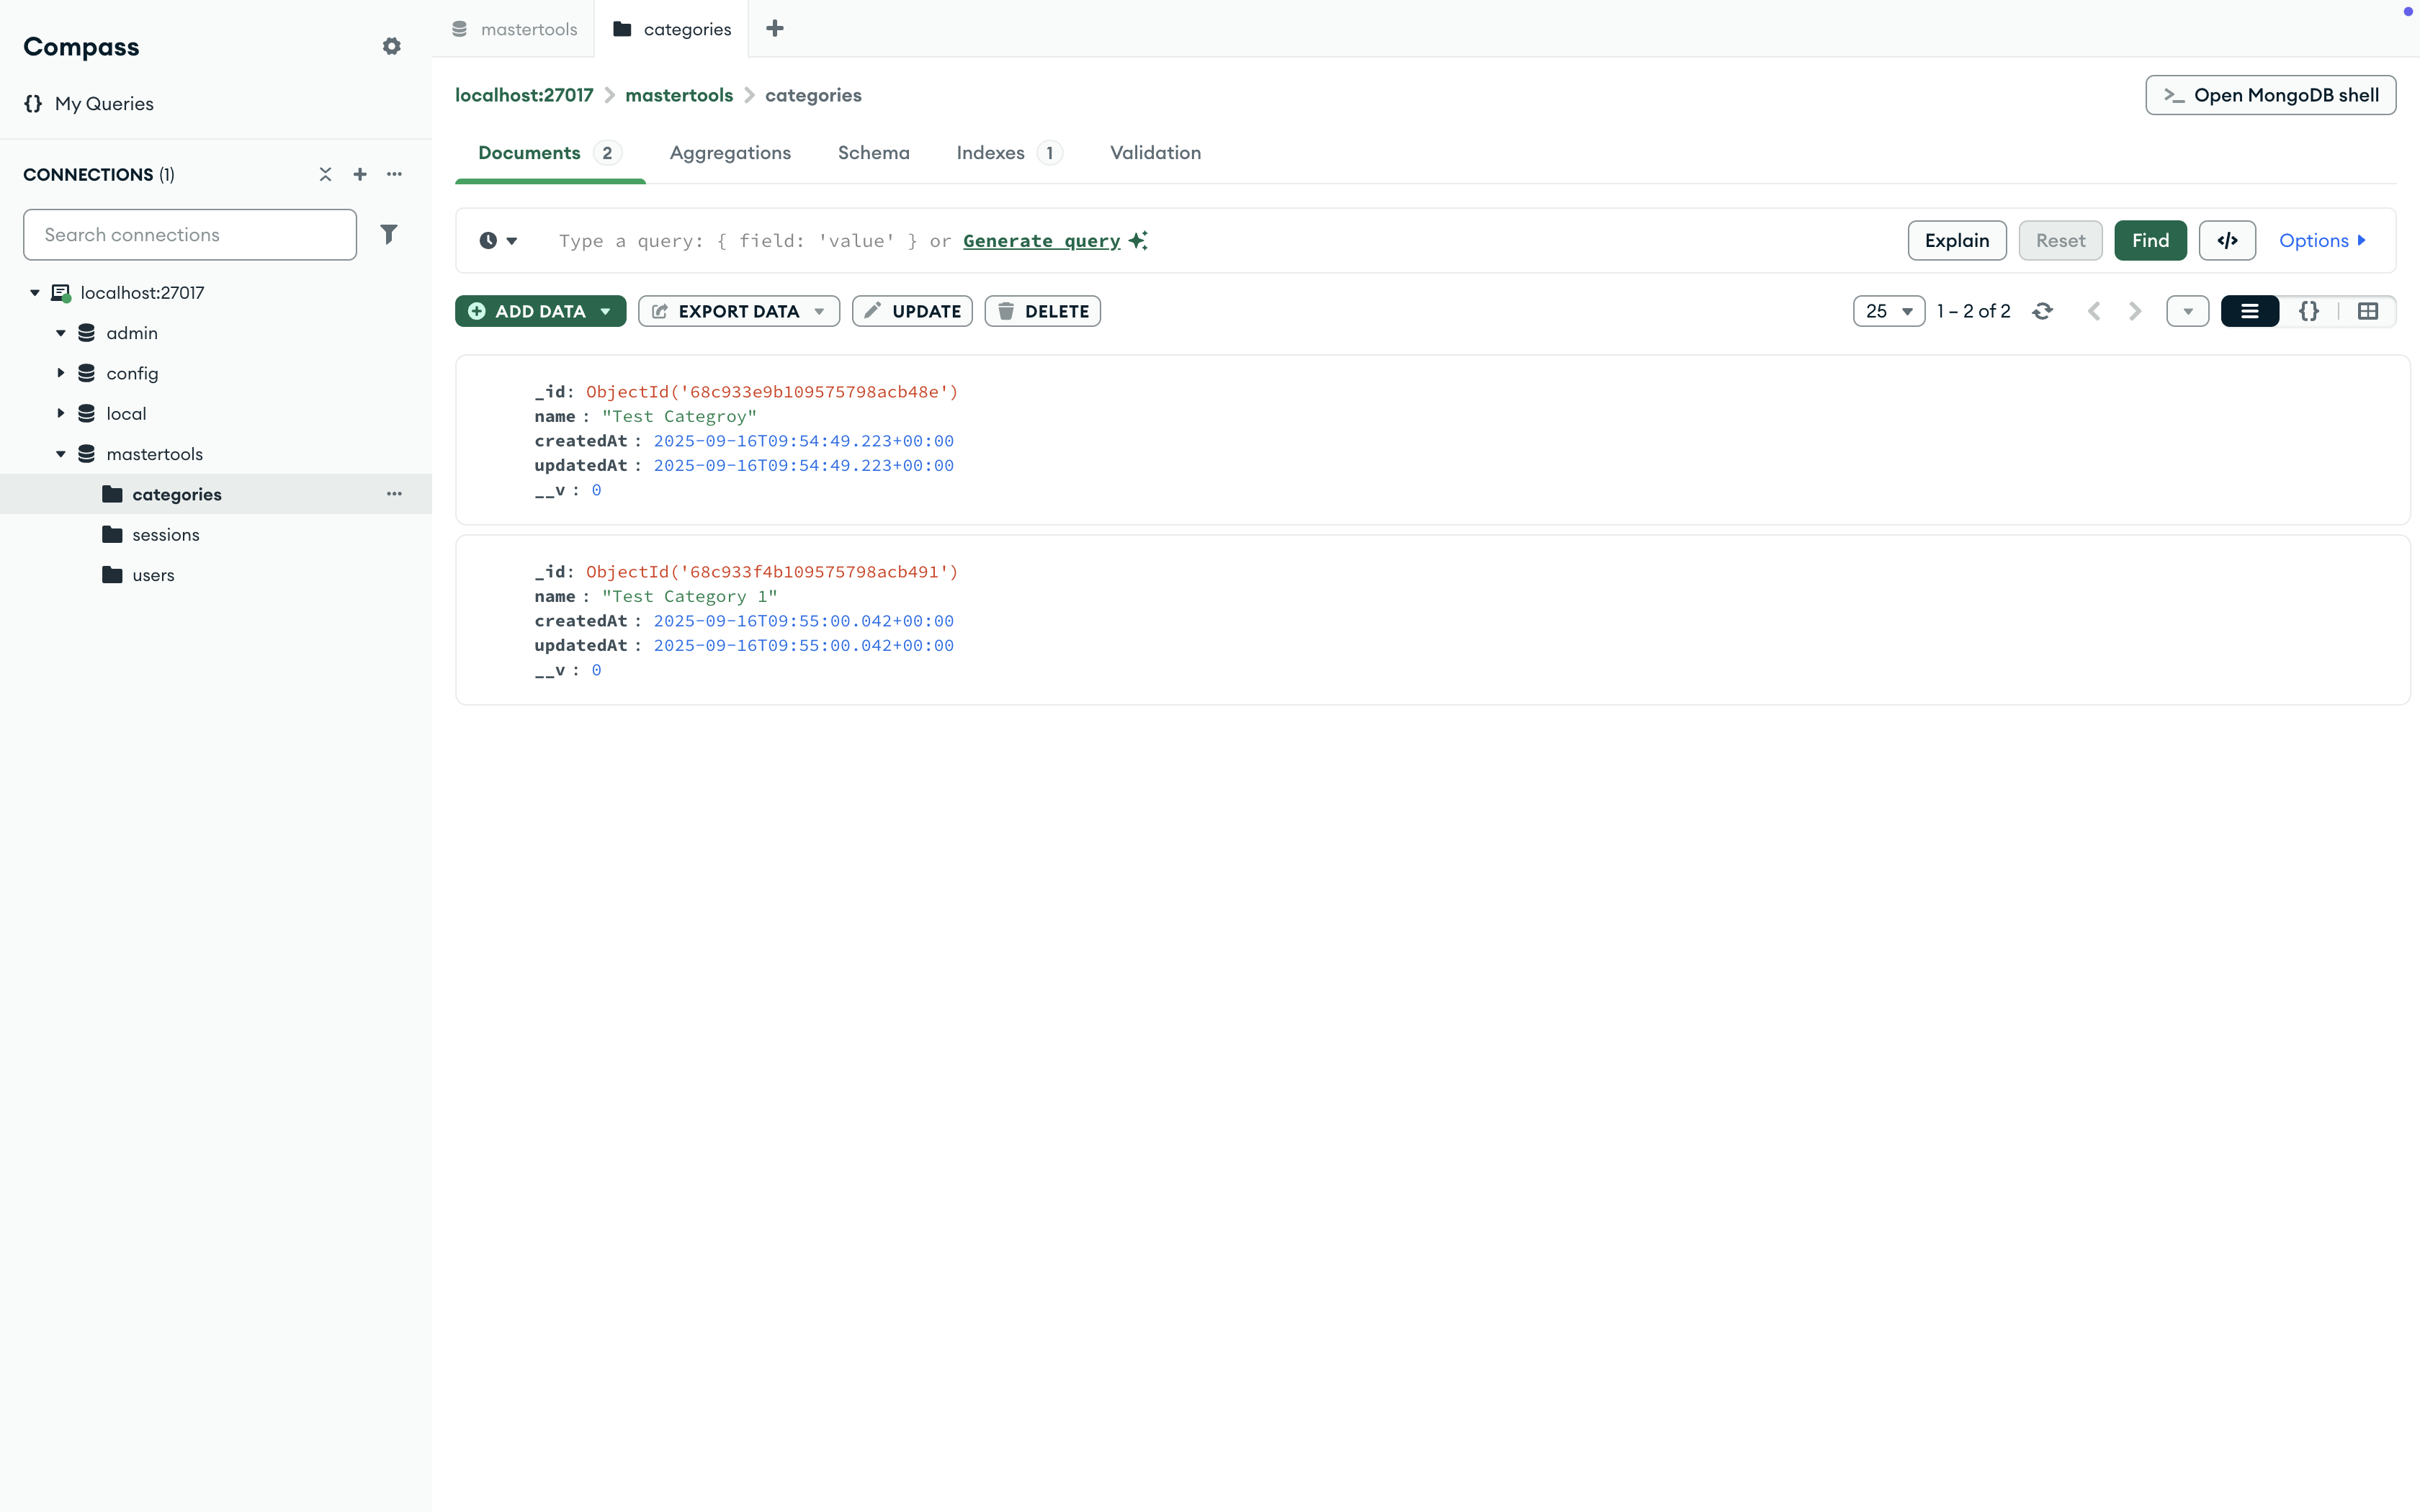 Compass
My Queries
CONNECTIONS (1)
Search connections
localhost:27017
admin
config
local
mastertools
categories
sessions
users
mastertools
categories
localhost:27017 mastertools categories
Open MongoDB shell
Documents 2 Aggregations Schema Indexes 1 Validation
Type a query: { field: 'value' } or Generate query
Explain Reset Find </> Options
ADD DATA EXPORT DATA UPDATE DELETE
25 1 – 2 of 2 {}
_id: ObjectId('68c933e9b109575798acb48e')
name : "Test Categroy"
createdAt : 2025-09-16T09:54:49.223+00:00
updatedAt : 2025-09-16T09:54:49.223+00:00
__v : 0
_id: ObjectId('68c933f4b109575798acb491')
name : "Test Category 1"
createdAt : 2025-09-16T09:55:00.042+00:00
updatedAt : 2025-09-16T09:55:00.042+00:00
__v : 0